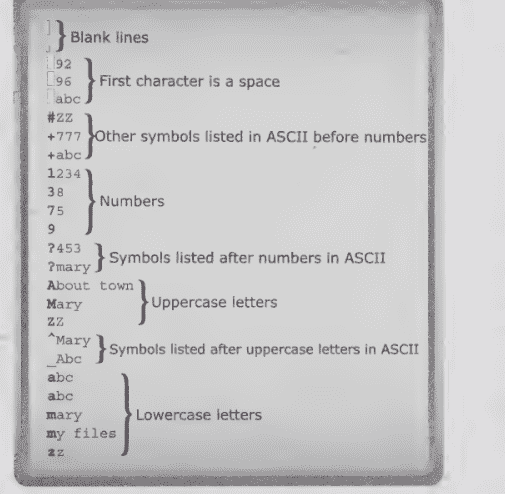 Blank lines
92
96 First character is a space
abc
#ZZ
+777 Other symbols listed in ASCII before numbers
+abc
1234
38
75 Numbers
9
?453 Symbols listed after numbers in ASCII
?mary
About town
Mary Uppercase letters
ZZ
^Mary Symbols listed after uppercase letters in ASCII
_Abc
abc
abc
mary Lowercase letters
my files
zz